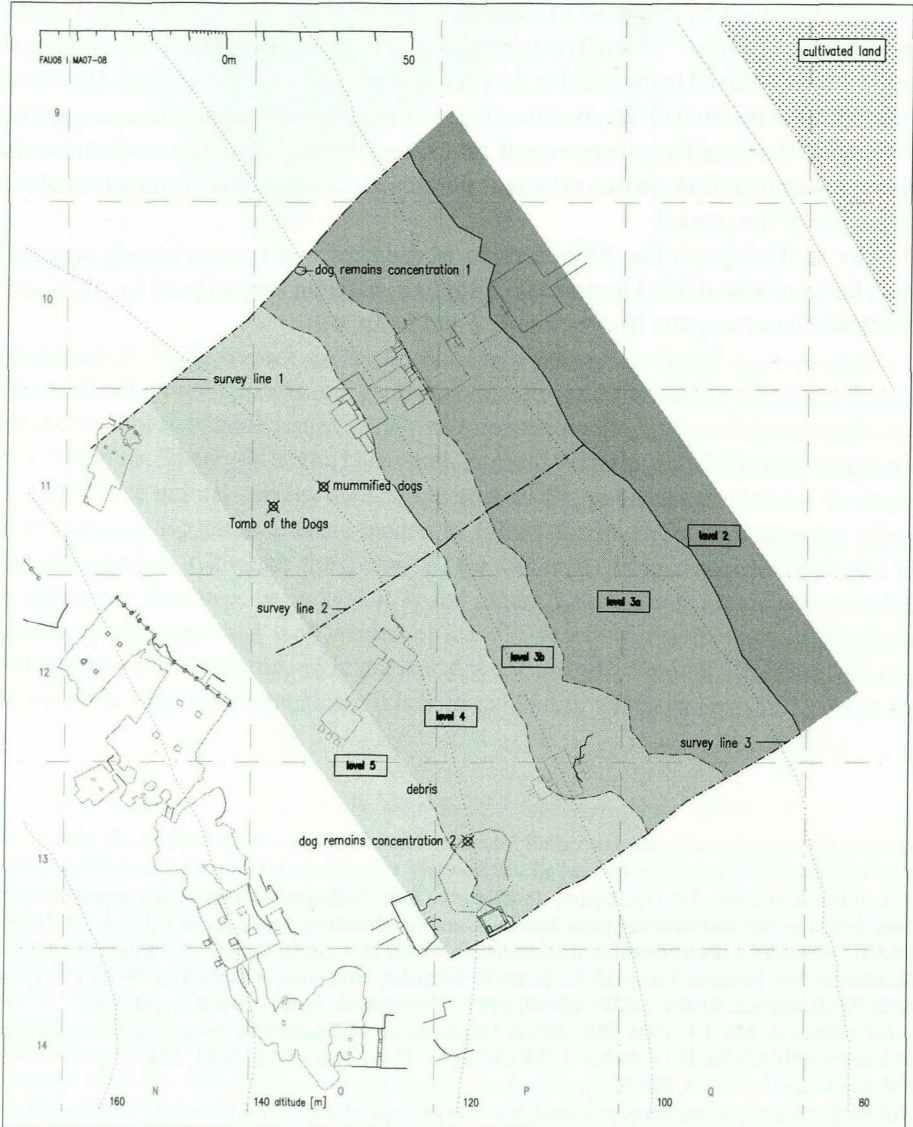 FAU06 | MA07-08
0m
50
cultivated land
9
dog remains concentration 1
10
survey line 1
11
mummified dogs
Tomb of the Dogs
level 2
survey line 2
level 3a
12
level 3b
level 4
survey line 3
level 5
debris
dog remains concentration 2
13
14
N
O
P
Q
160
140 altitude [m]
120
100
80